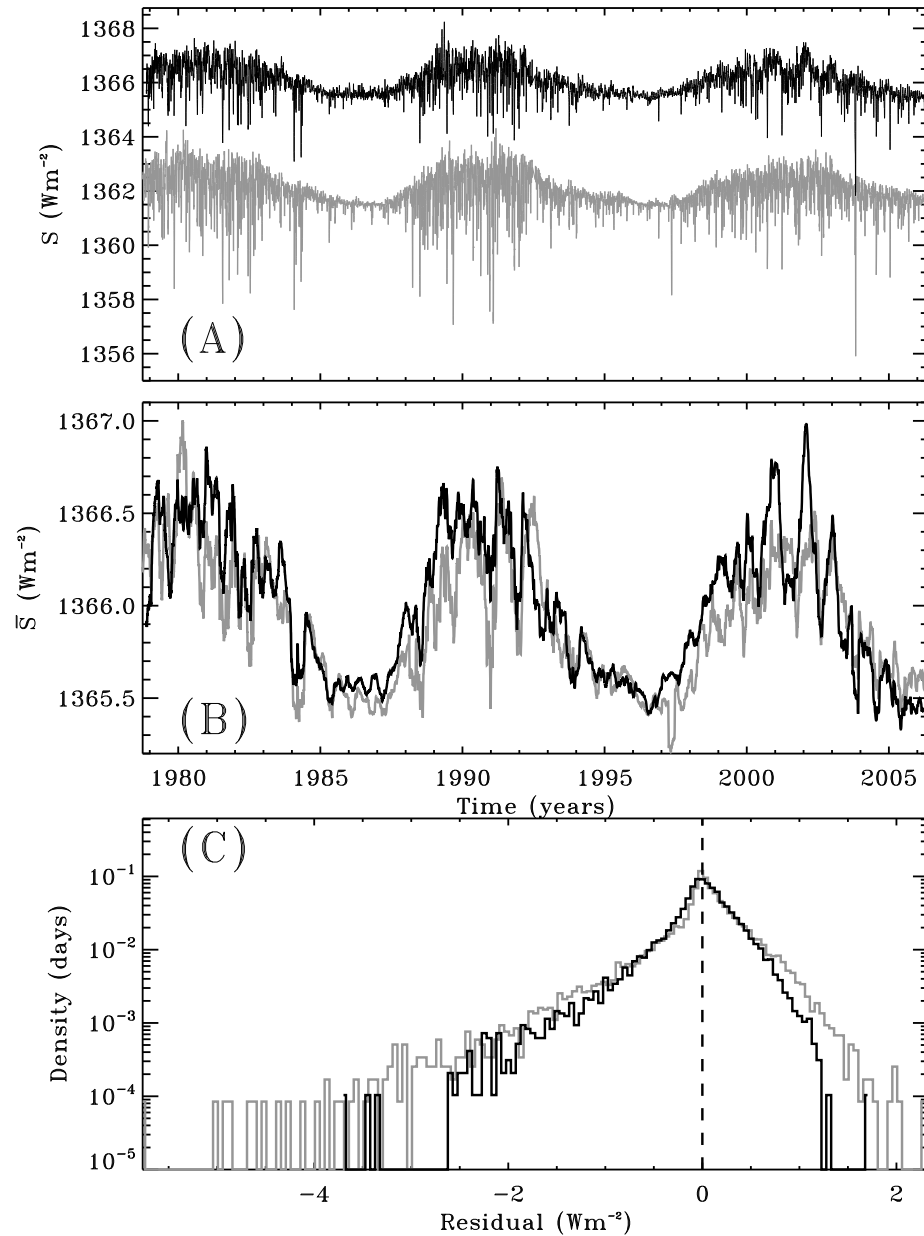 1368
1366
1364
1362
1360
1358
1356
S (Wm⁻²)
(A)
1367.0
1366.5
1366.0
1365.5
S̅ (Wm⁻²)
(B)
1980 1985 1990 1995 2000 2005
Time (years)
(C)
10⁻¹
10⁻²
10⁻³
10⁻⁴
10⁻⁵
Density (days)
−4 −2 0 2
Residual (Wm⁻²)